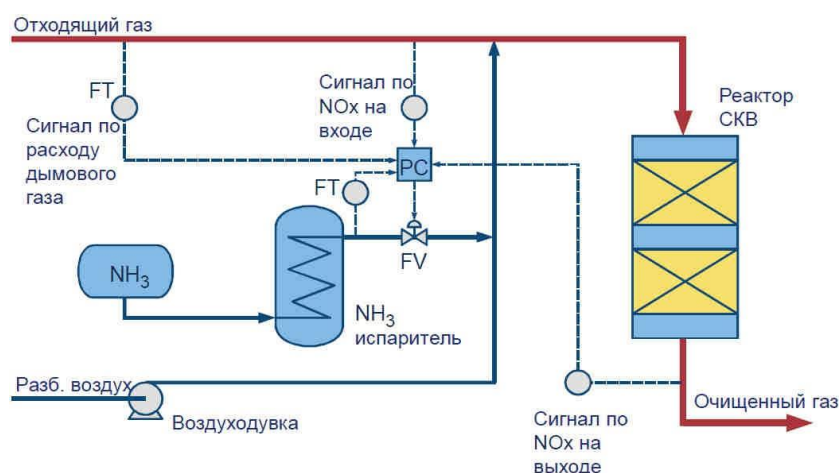 Отходящий газ
FT
Сигнал по
расходу
дымового
газа
Сигнал по
NOx на
входе
PC
FT
FV
Реактор
СКВ
NH₃
NH₃
испаритель
Разб. воздух
Воздуходувка
Сигнал по
NOx на
выходе
Очищенный газ